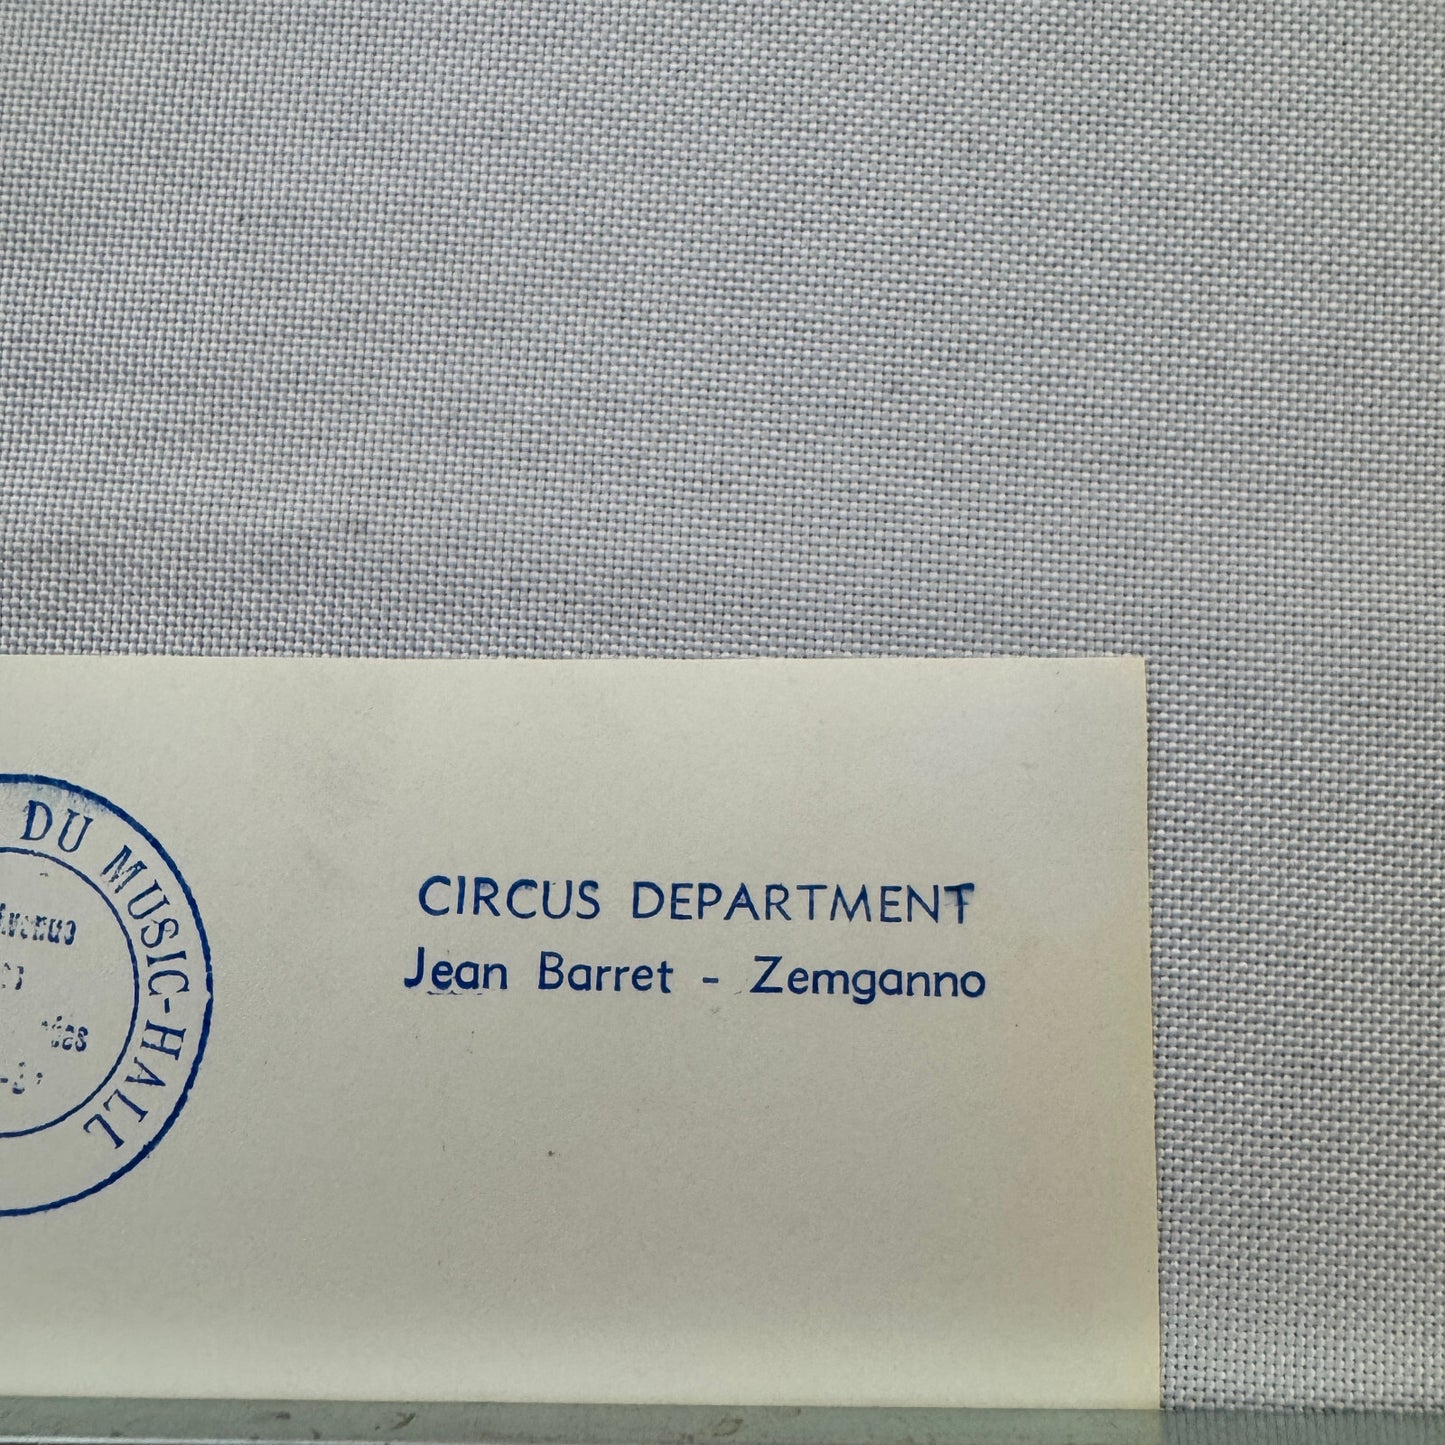 DU MUSIC-HALL
CIRCUS DEPARTMENT
Jean Barret - Zemganno